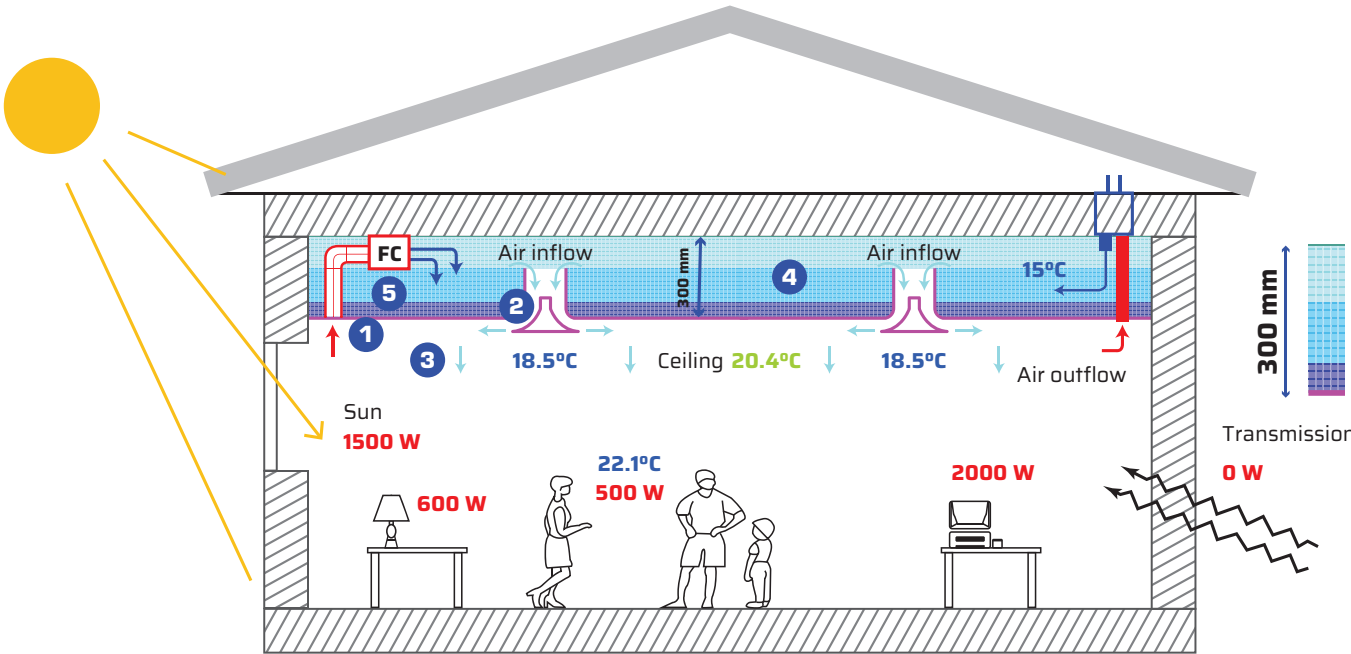 FC
Air inflow
300 mm
Air inflow
4
15ºC
5
2
1
3
18.5ºC
Ceiling 20.4ºC
18.5ºC
Air outflow
300 mm
Sun
1500 W
Transmission
0 W
22.1ºC
500 W
600 W
2000 W